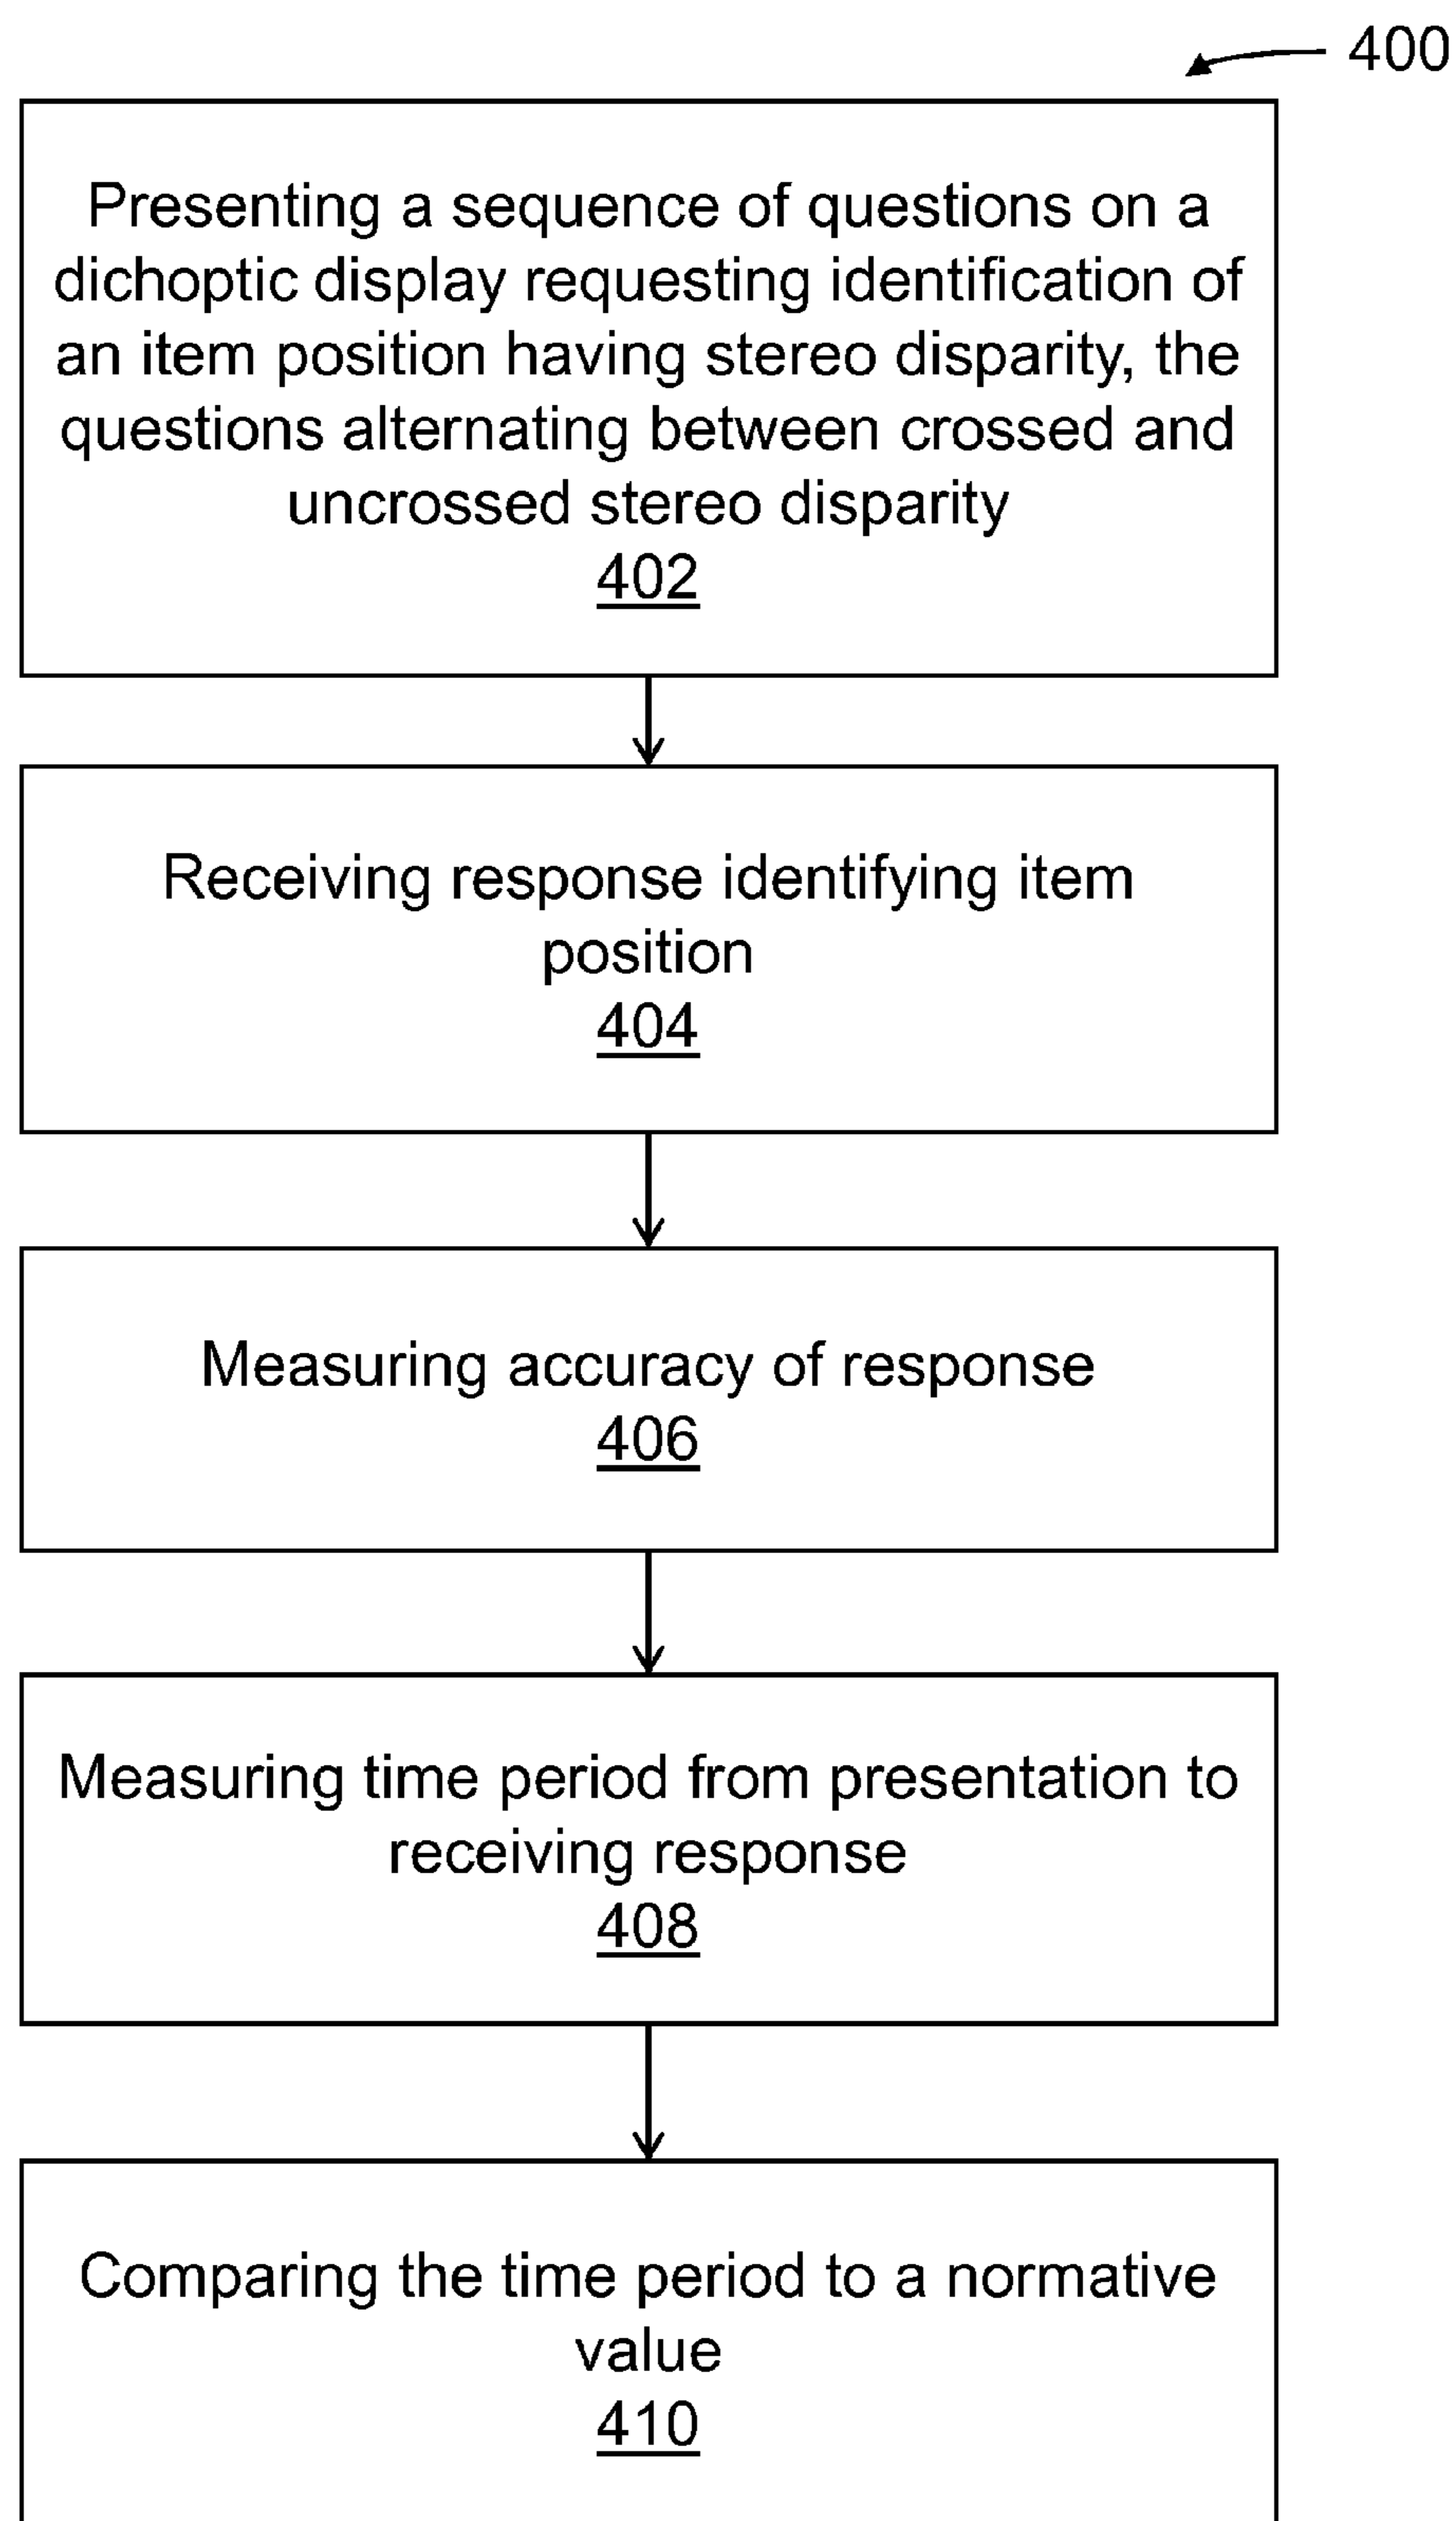 400
Presenting a sequence of questions on a
dichoptic display requesting identification of
an item position having stereo disparity, the
questions alternating between crossed and
uncrossed stereo disparity
402
Receiving response identifying item
position
404
Measuring accuracy of response
406
Measuring time period from presentation to
receiving response
408
Comparing the time period to a normative
value
410